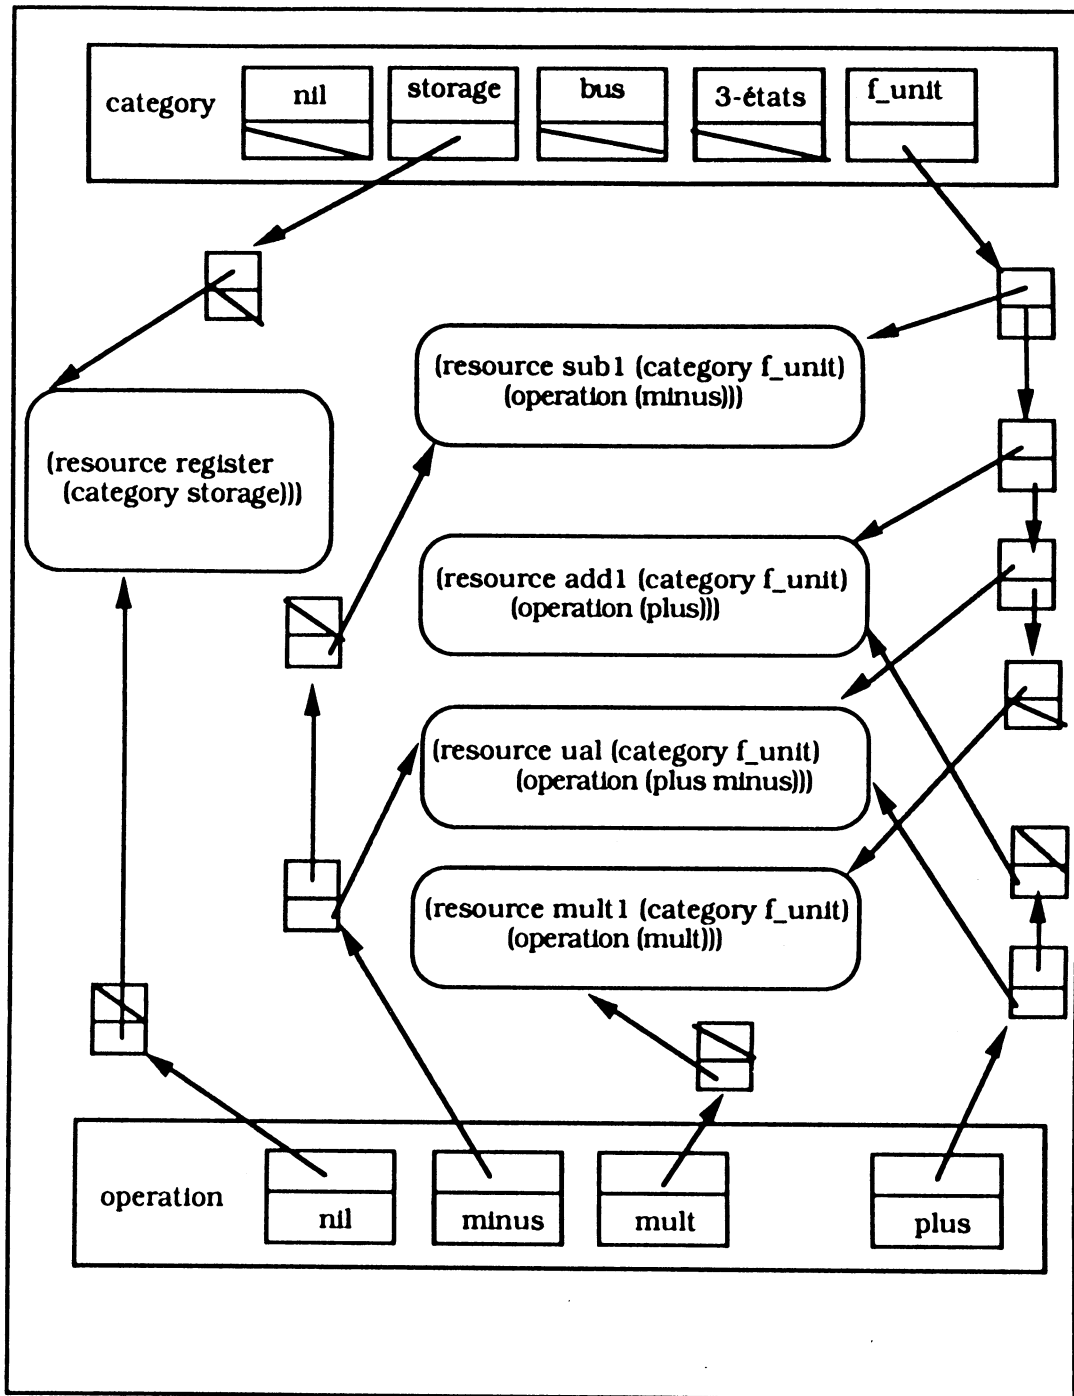 category nil storage bus 3-états f_unit
(resource sub1 (category f_unit)
(operation (minus)))
(resource register
(category storage)))
(resource add1 (category f_unit)
(operation (plus)))
(resource ual (category f_unit)
(operation (plus minus)))
(resource mult1 (category f_unit)
(operation (mult)))
operation nil minus mult plus